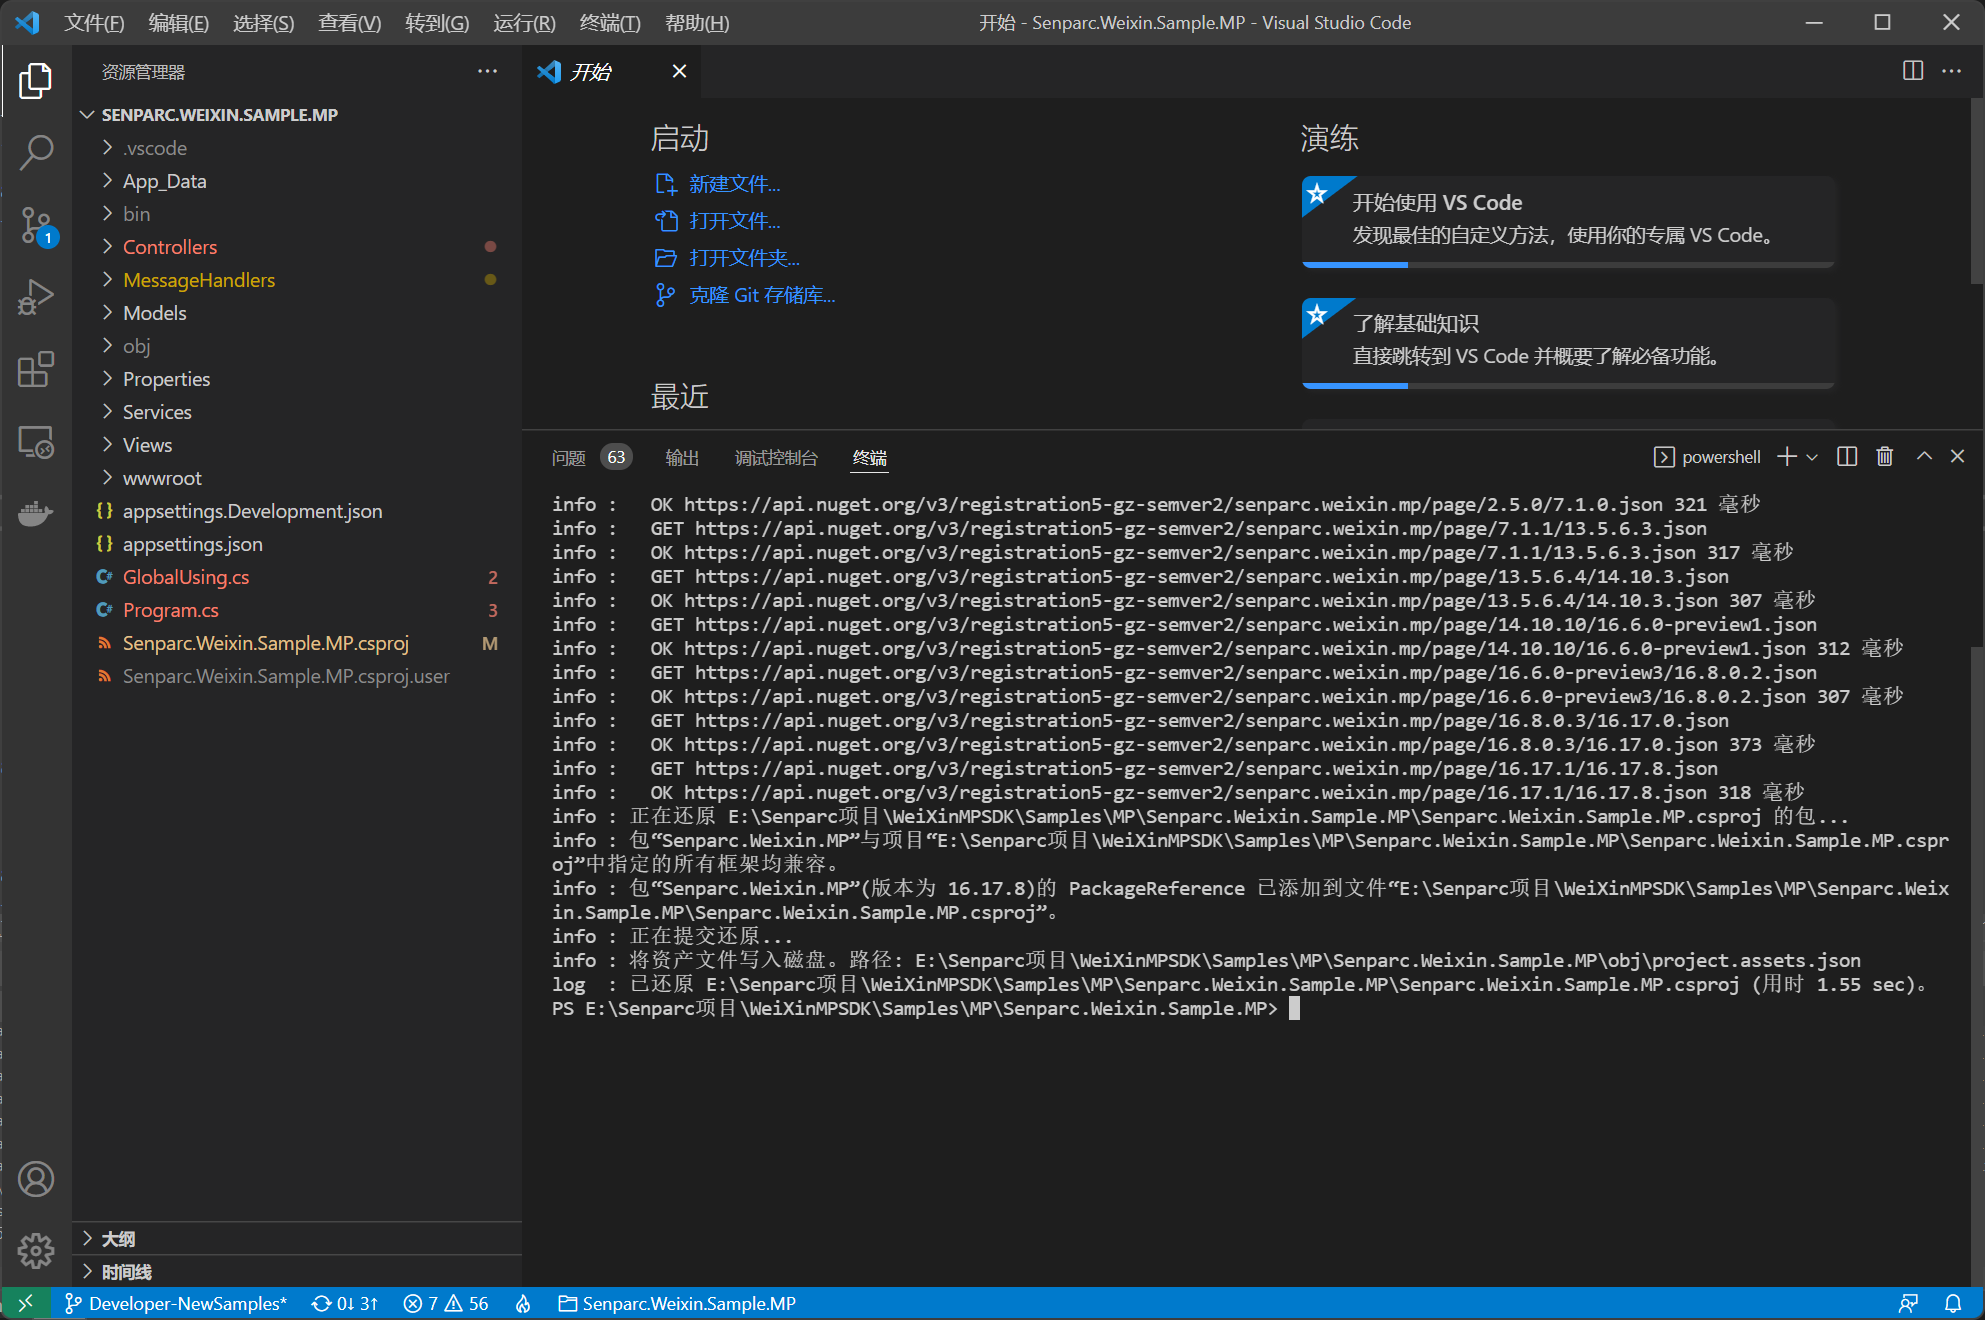 文件(F) 编辑(E) 选择(S) 查看(V) 转到(G) 运行(R) 终端(T) 帮助(H) 开始 - Senparc.Weixin.Sample.MP - Visual Studio Code
资源管理器
SENPARC.WEIXIN.SAMPLE.MP
.vscode
App_Data
bin
Controllers
MessageHandlers
Models
obj
Properties
Services
Views
wwwroot
{} appsettings.Development.json
{} appsettings.json
C# GlobalUsing.cs 2
C# Program.cs 3
Senparc.Weixin.Sample.MP.csproj M
Senparc.Weixin.Sample.MP.csproj.user
大纲
时间线
1
开始
启动
新建文件...
打开文件...
打开文件夹...
克隆 Git 存储库...
最近
演练
开始使用 VS Code
发现最佳的自定义方法，使用你的专属 VS Code。
了解基础知识
直接跳转到 VS Code 并概要了解必备功能。
问题 63 输出 调试控制台 终端 powershell
info :   OK https://api.nuget.org/v3/registration5-gz-semver2/senparc.weixin.mp/page/2.5.0/7.1.0.json 321 毫秒
info :   GET https://api.nuget.org/v3/registration5-gz-semver2/senparc.weixin.mp/page/7.1.1/13.5.6.3.json
info :   OK https://api.nuget.org/v3/registration5-gz-semver2/senparc.weixin.mp/page/7.1.1/13.5.6.3.json 317 毫秒
info :   GET https://api.nuget.org/v3/registration5-gz-semver2/senparc.weixin.mp/page/13.5.6.4/14.10.3.json
info :   OK https://api.nuget.org/v3/registration5-gz-semver2/senparc.weixin.mp/page/13.5.6.4/14.10.3.json 307 毫秒
info :   GET https://api.nuget.org/v3/registration5-gz-semver2/senparc.weixin.mp/page/14.10.10/16.6.0-preview1.json
info :   OK https://api.nuget.org/v3/registration5-gz-semver2/senparc.weixin.mp/page/14.10.10/16.6.0-preview1.json 312 毫秒
info :   GET https://api.nuget.org/v3/registration5-gz-semver2/senparc.weixin.mp/page/16.6.0-preview3/16.8.0.2.json
info :   OK https://api.nuget.org/v3/registration5-gz-semver2/senparc.weixin.mp/page/16.6.0-preview3/16.8.0.2.json 307 毫秒
info :   GET https://api.nuget.org/v3/registration5-gz-semver2/senparc.weixin.mp/page/16.8.0.3/16.17.0.json
info :   OK https://api.nuget.org/v3/registration5-gz-semver2/senparc.weixin.mp/page/16.8.0.3/16.17.0.json 373 毫秒
info :   GET https://api.nuget.org/v3/registration5-gz-semver2/senparc.weixin.mp/page/16.17.1/16.17.8.json
info :   OK https://api.nuget.org/v3/registration5-gz-semver2/senparc.weixin.mp/page/16.17.1/16.17.8.json 318 毫秒
info : 正在还原 E:\Senparc项目\WeiXinMPSDK\Samples\MP\Senparc.Weixin.Sample.MP\Senparc.Weixin.Sample.MP.csproj 的包...
info : 包“Senparc.Weixin.MP”与项目“E:\Senparc项目\WeiXinMPSDK\Samples\MP\Senparc.Weixin.Sample.MP\Senparc.Weixin.Sample.MP.cspr
oj”中指定的所有框架均兼容。
info : 包“Senparc.Weixin.MP”(版本为 16.17.8)的 PackageReference 已添加到文件“E:\Senparc项目\WeiXinMPSDK\Samples\MP\Senparc.Weix
in.Sample.MP\Senparc.Weixin.Sample.MP.csproj”。
info : 正在提交还原...
info : 将资产文件写入磁盘。路径: E:\Senparc项目\WeiXinMPSDK\Samples\MP\Senparc.Weixin.Sample.MP\obj\project.assets.json
log  : 已还原 E:\Senparc项目\WeiXinMPSDK\Samples\MP\Senparc.Weixin.Sample.MP\Senparc.Weixin.Sample.MP.csproj (用时 1.55 sec)。
PS E:\Senparc项目\WeiXinMPSDK\Samples\MP\Senparc.Weixin.Sample.MP>
Developer-NewSamples* 0↓ 3↑ 7 56 Senparc.Weixin.Sample.MP